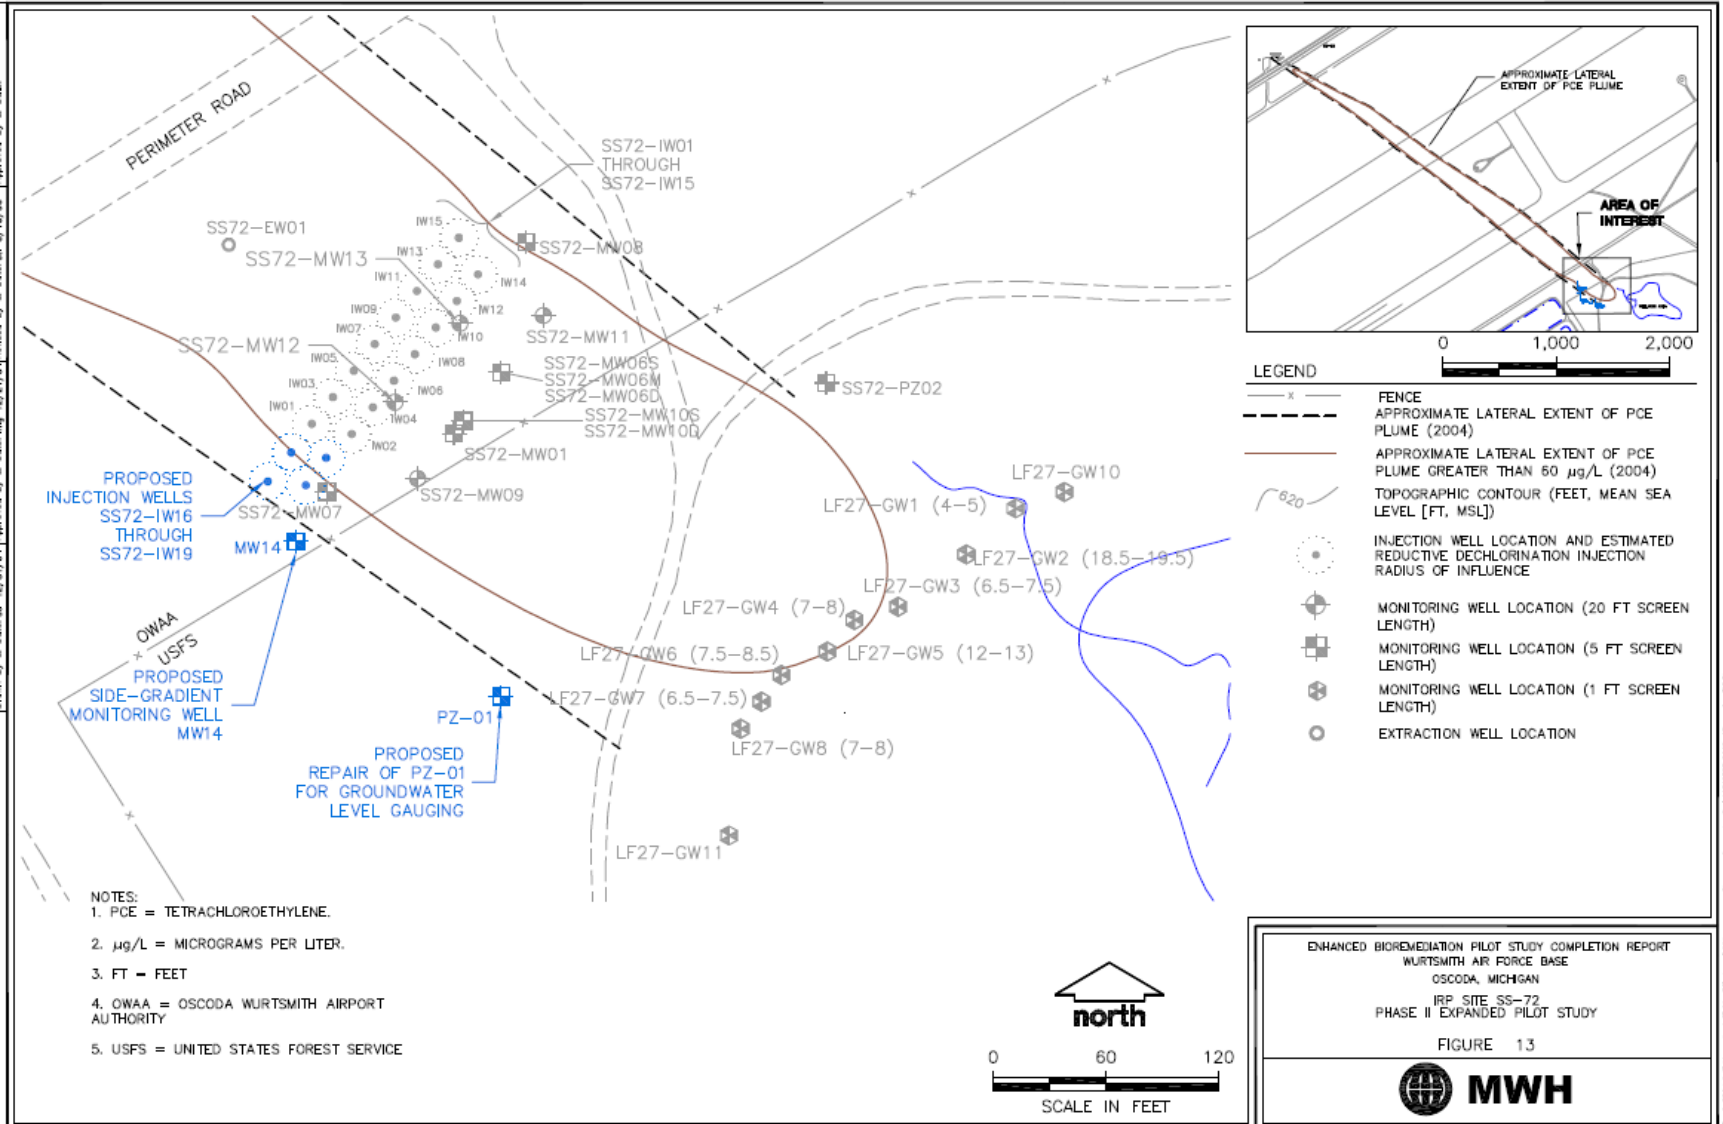 PERIMETER ROAD
SS72-IW01
THROUGH
SS72-IW15
SS72-EW01
IW15
SS72-MW08
IW13
SS72-MW13
IW14
IW11
IW12
IW09
SS72-MW11
IW07
IW10
SS72-MW12
IW05
IW08
SS72-MW06S
SS72-MW06M
SS72-MW06D
SS72-PZ02
IW03
IW06
IW01
IW04
SS72-MW10S
SS72-MW10D
IW02
SS72-MW01
SS72-MW09
SS72-MW07
PROPOSED
INJECTION WELLS
SS72-IW16
THROUGH
SS72-IW19
MW14
OWAA
USFS
PROPOSED
SIDE-GRADIENT
MONITORING WELL
MW14
PZ-01
PROPOSED
REPAIR OF PZ-01
FOR GROUNDWATER
LEVEL GAUGING
LF27-GW10
LF27-GW1 (4-5)
LF27-GW2 (18.5-19.5)
LF27-GW3 (6.5-7.5)
LF27-GW4 (7-8)
LF27-GW5 (12-13)
LF27-GW6 (7.5-8.5)
LF27-GW7 (6.5-7.5)
LF27-GW8 (7-8)
LF27-GW11
APPROXIMATE LATERAL
EXTENT OF PCE PLUME
AREA OF
INTEREST
0 1,000 2,000
LEGEND
FENCE
APPROXIMATE LATERAL EXTENT OF PCE
PLUME (2004)
APPROXIMATE LATERAL EXTENT OF PCE
PLUME GREATER THAN 50 µg/L (2004)
620
TOPOGRAPHIC CONTOUR (FEET, MEAN SEA
LEVEL [FT, MSL])
INJECTION WELL LOCATION AND ESTIMATED
REDUCTIVE DECHLORINATION INJECTION
RADIUS OF INFLUENCE
MONITORING WELL LOCATION (20 FT SCREEN
LENGTH)
MONITORING WELL LOCATION (5 FT SCREEN
LENGTH)
MONITORING WELL LOCATION (1 FT SCREEN
LENGTH)
EXTRACTION WELL LOCATION
NOTES:
1. PCE = TETRACHLOROETHYLENE.
2. µg/L = MICROGRAMS PER LITER.
3. FT - FEET
4. OWAA = OSCODA WURTSMITH AIRPORT
AUTHORITY
5. USFS = UNITED STATES FOREST SERVICE
north
0 60 120
SCALE IN FEET
ENHANCED BIOREMEDIATION PILOT STUDY COMPLETION REPORT
WURTSMITH AIR FORCE BASE
OSCODA, MICHIGAN
IRP SITE SS-72
PHASE II EXPANDED PILOT STUDY
FIGURE 13
MWH